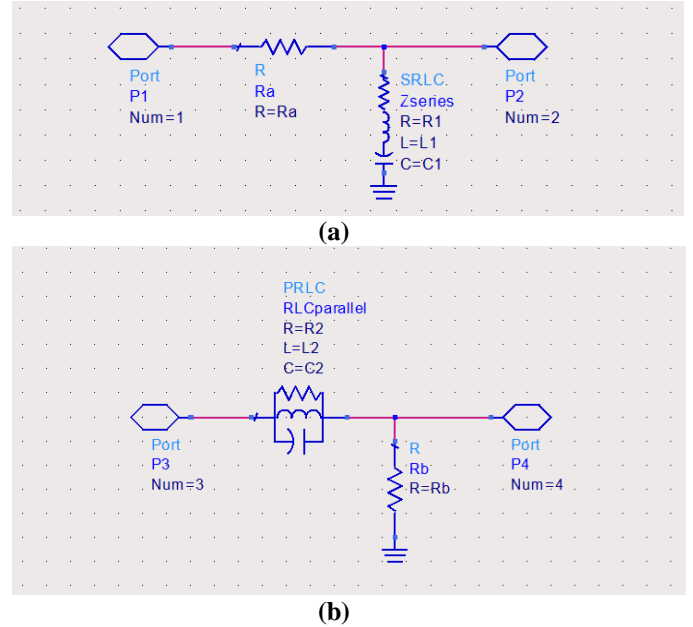 R
SRLC
Port
Ra
Zseries
Port
P1
R=Ra
R=R1
P2
Num=1
L=L1
Num=2
C=C1
(a)
PRLC
RLCparallel
R=R2
L=L2
C=C2
Port
R
Port
P3
Rb
P4
Num=3
R=Rb
Num=4
(b)